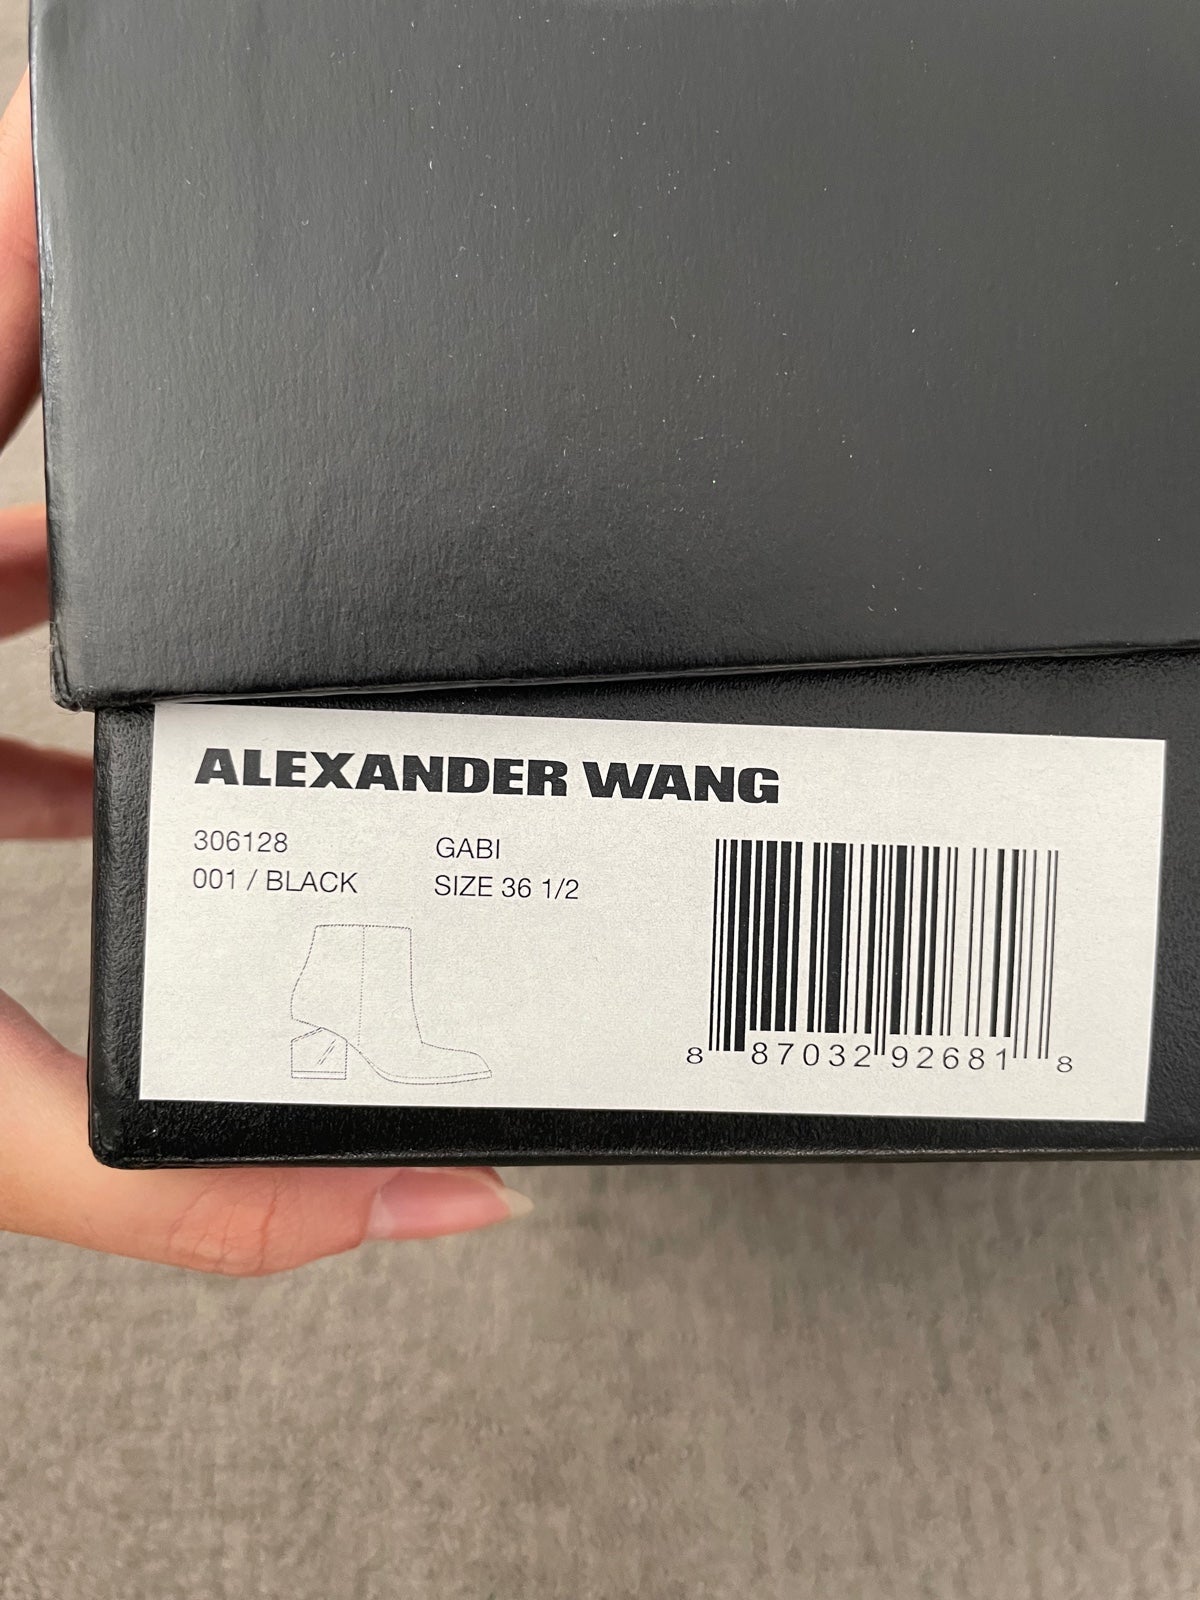 ALEXANDER WANG
306128 GABI
001 / BLACK SIZE 36 1/2
8 87032 92681 8